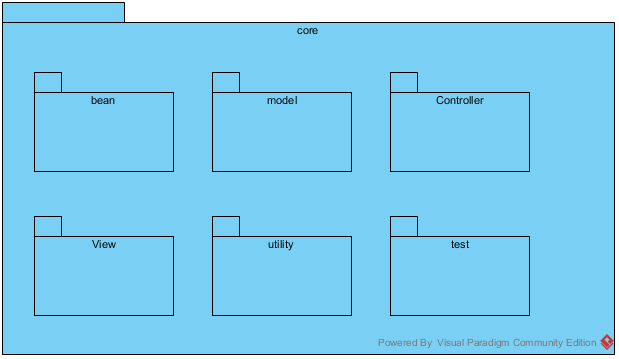 core
bean
model
Controller
View
utility
test
Powered By Visual Paradigm Community Edition